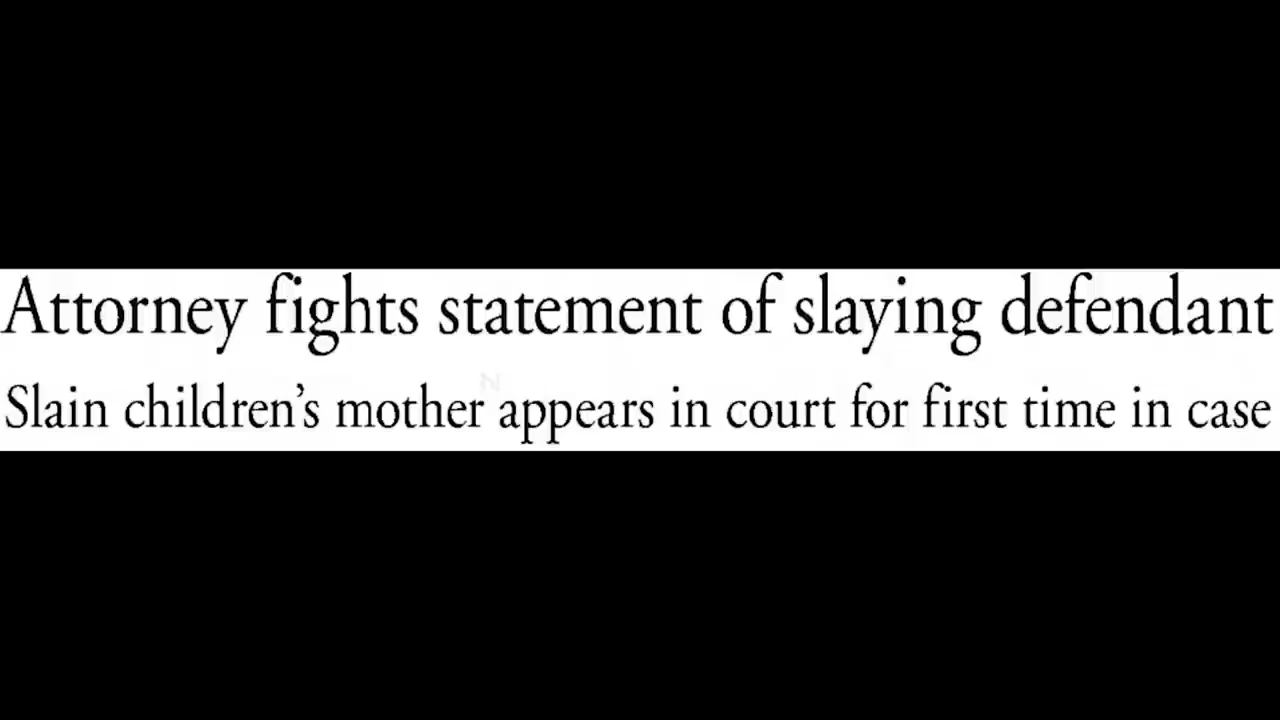 Attorney fights statement of slaying defendant
Slain children’s mother appears in court for first time in case